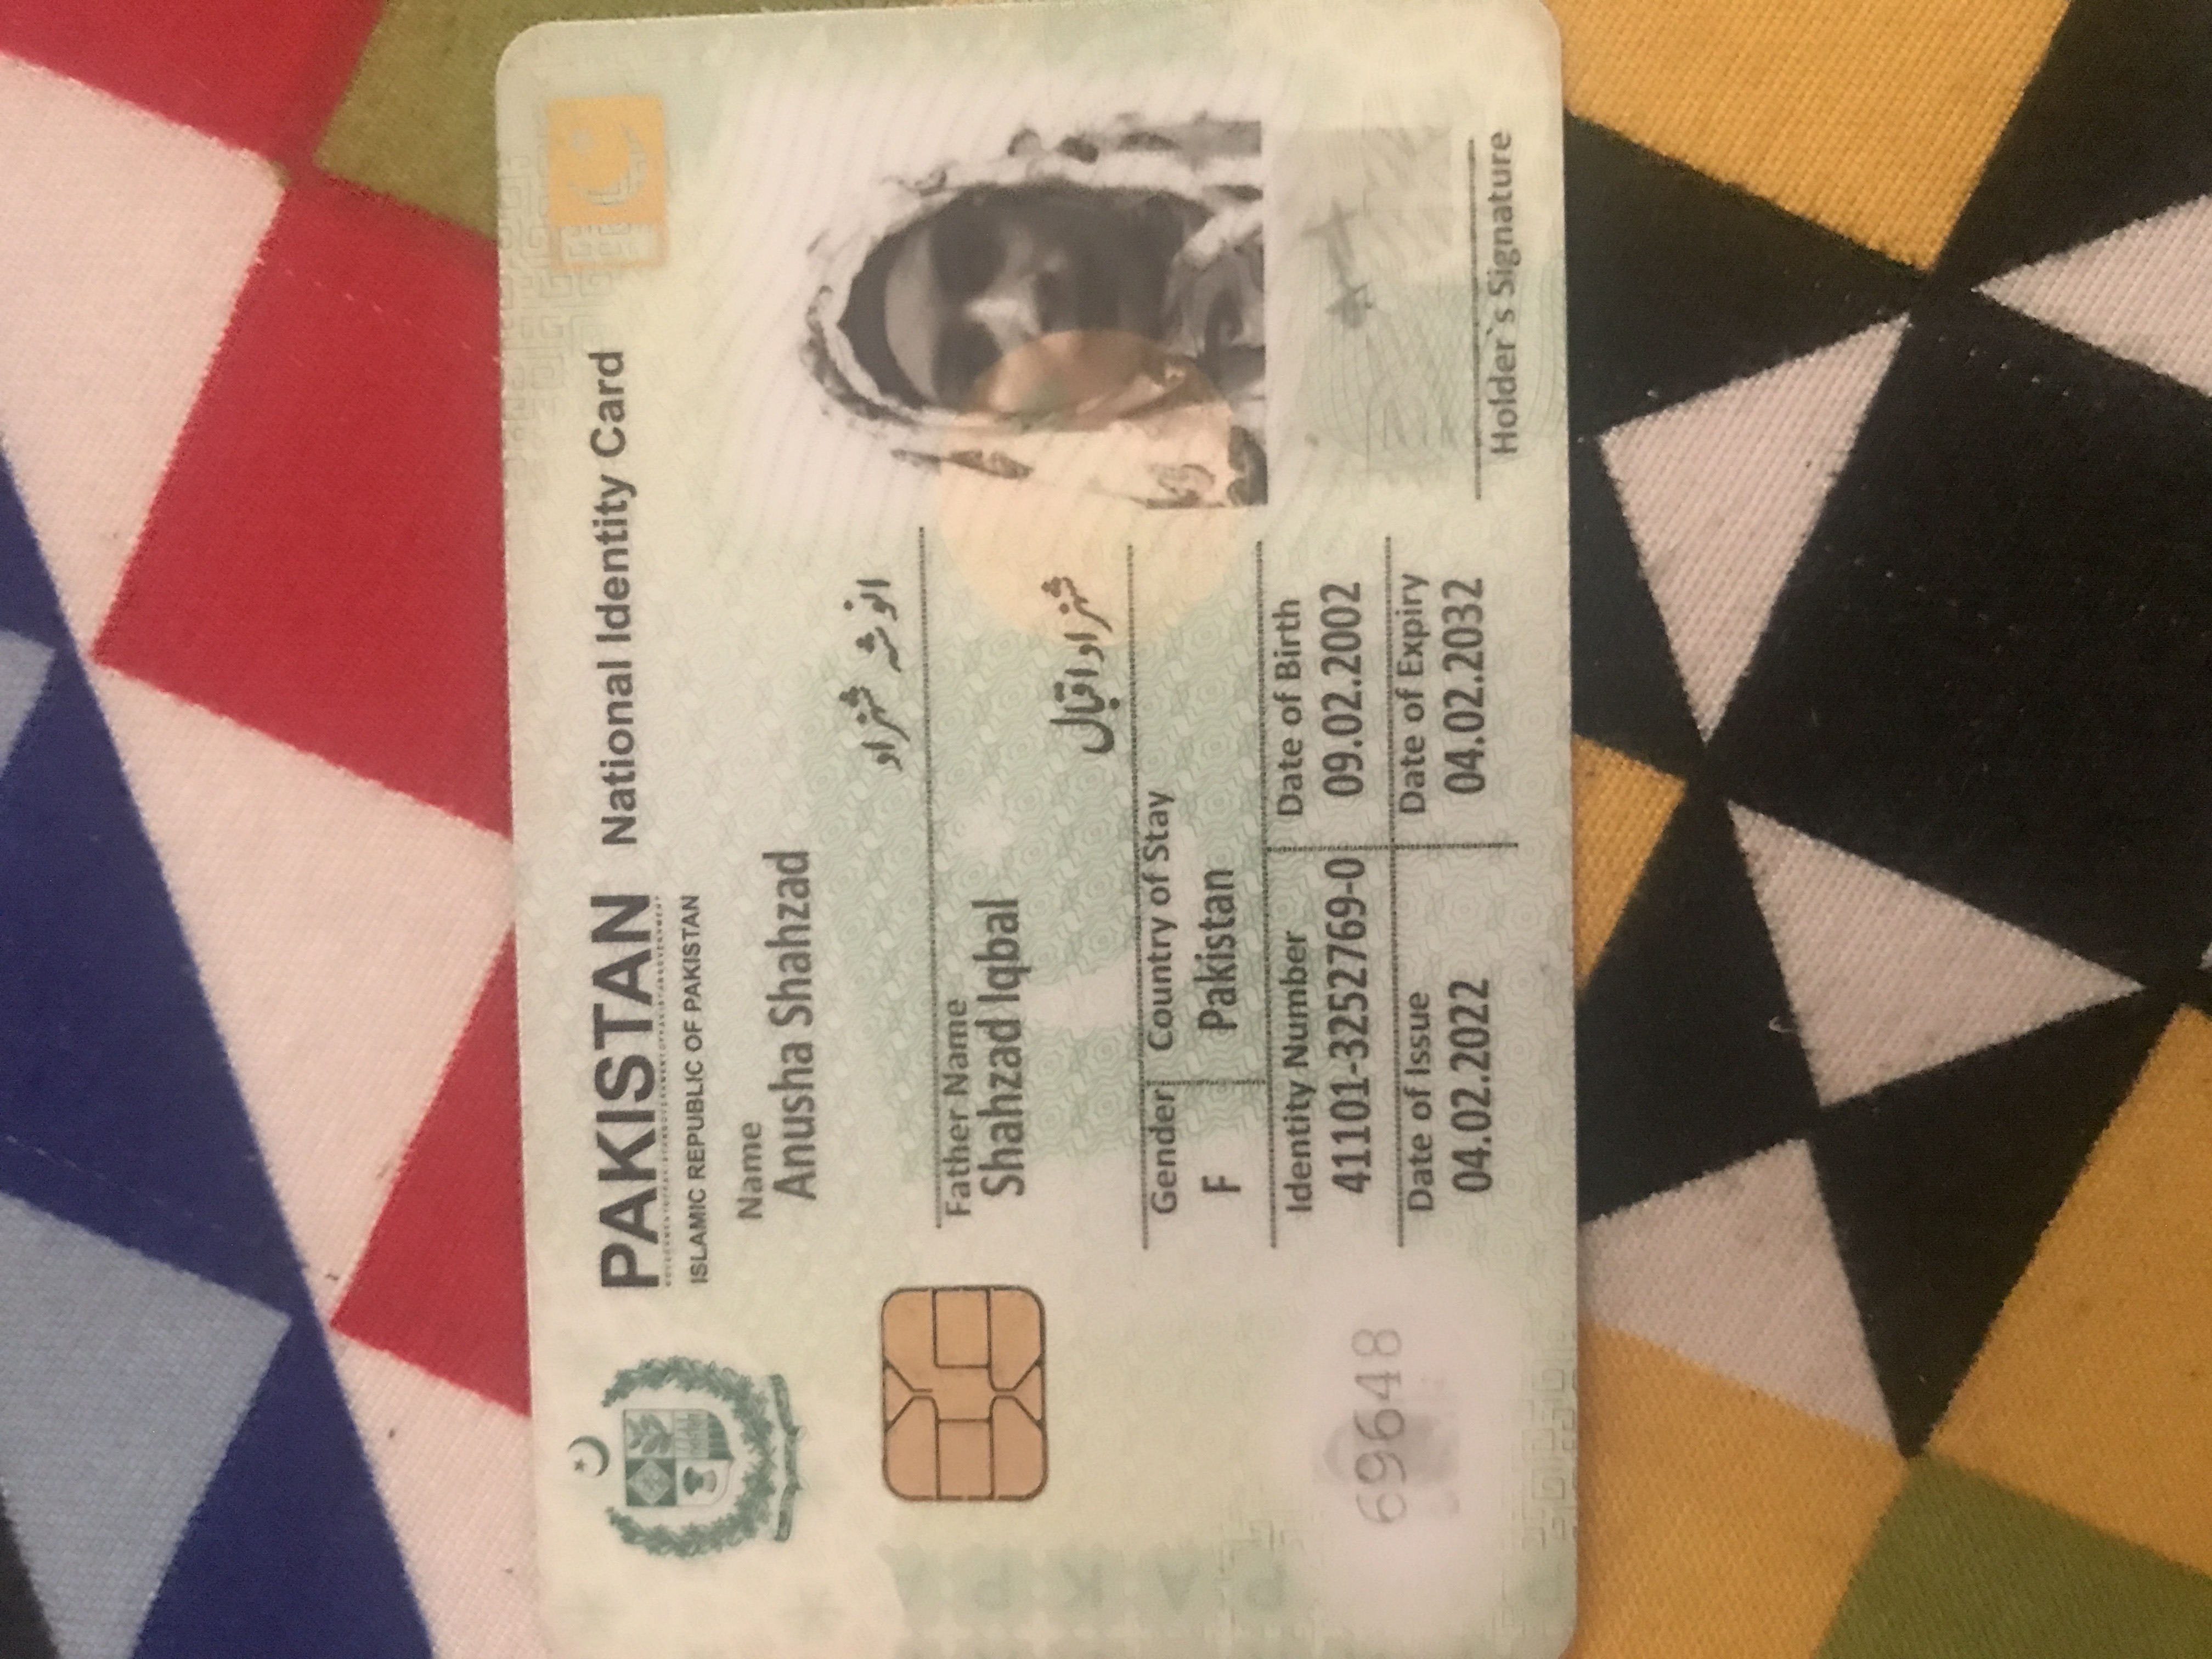 PAKISTAN National Identity Card
ISLAMIC REPUBLIC OF PAKISTAN
Name
Anusha Shahzad
انوشہ شہزاد
Father Name
Shahzad Iqbal
شہزاد اقبال
Gender Country of Stay
F Pakistan
Identity Number Date of Birth
41101-3252769-0 09.02.2002
69648
Date of Issue Date of Expiry
04.02.2022 04.02.2032
Holder`s Signature